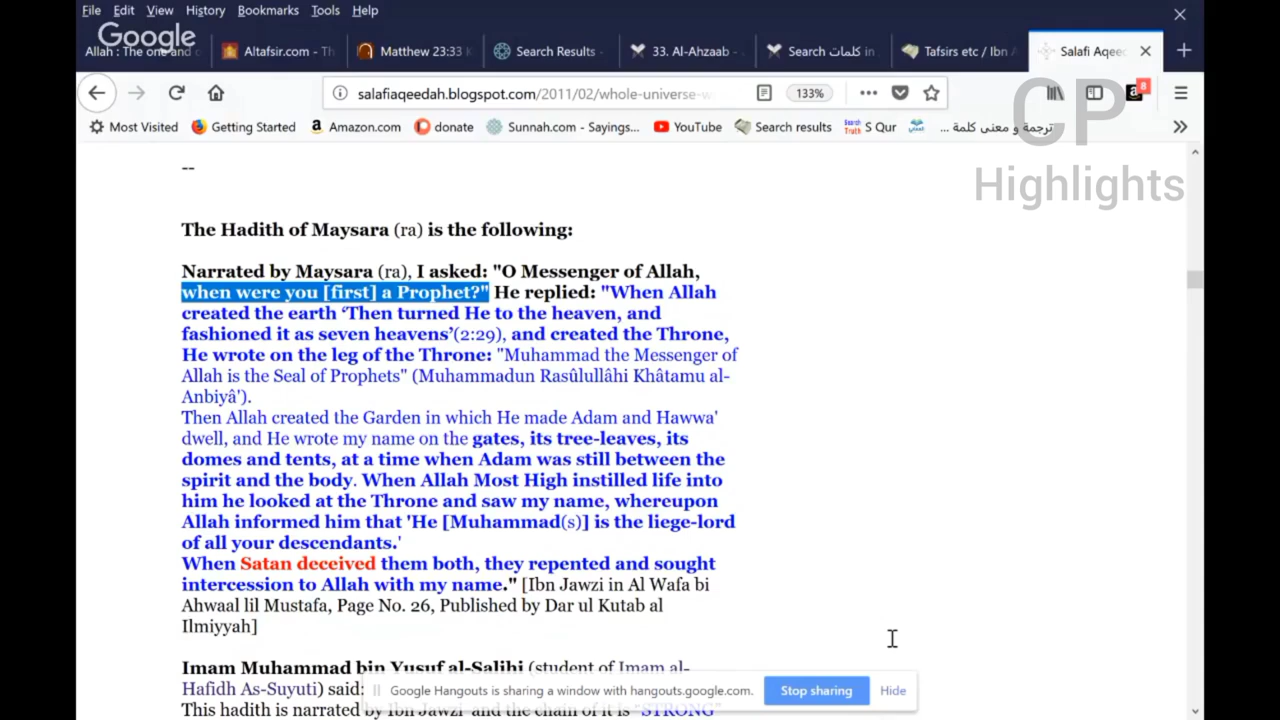 File Edit View History Bookmarks Tools Help
Google
Allah : The one and o
Altafsir.com - Th
Matthew 23:33 K
Search Results -
33. Al-Ahzaab -
Search كلمات in
Tafsirs etc / Ibn A
Salafi Aqeed
salafiaqeedah.blogspot.com/2011/02/whole-universe-w
133%
8
Most Visited Getting Started Amazon.com donate Sunnah.com - Sayings... YouTube Search results S Qur ترجمة و معنى كلمة ...
CP
Highlights
--
The Hadith of Maysara (ra) is the following:
Narrated by Maysara (ra), I asked: "O Messenger of Allah,
when were you [first] a Prophet?" He replied: "When Allah
created the earth ‘Then turned He to the heaven, and
fashioned it as seven heavens’(2:29), and created the Throne,
He wrote on the leg of the Throne: "Muhammad the Messenger of
Allah is the Seal of Prophets" (Muhammadun Rasûlullâhi Khâtamu al-
Anbiyâ').
Then Allah created the Garden in which He made Adam and Hawwa'
dwell, and He wrote my name on the gates, its tree-leaves, its
domes and tents, at a time when Adam was still between the
spirit and the body. When Allah Most High instilled life into
him he looked at the Throne and saw my name, whereupon
Allah informed him that 'He [Muhammad(s)] is the liege-lord
of all your descendants.'
When Satan deceived them both, they repented and sought
intercession to Allah with my name." [Ibn Jawzi in Al Wafa bi
Ahwaal lil Mustafa, Page No. 26, Published by Dar ul Kutab al
Ilmiyyah]
Imam Muhammad bin Yusuf al-Salihi (student of Imam al-
Hafidh As-Suyuti) said:
This hadith is narrated by Ibn Jawzi and the chain of it is “STRONG”
Google Hangouts is sharing a window with hangouts.google.com. Stop sharing Hide